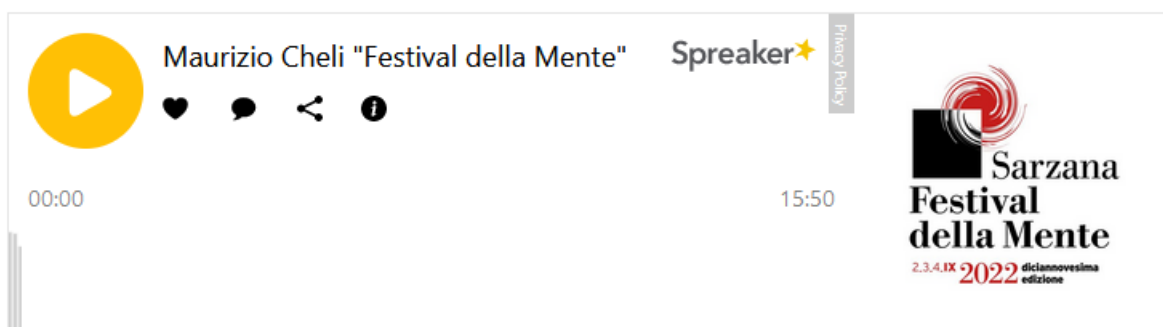 Maurizio Cheli "Festival della Mente"
Spreaker
Privacy Policy
00:00
15:50
Sarzana
Festival
della Mente
2.3.4.IX 2022 diciannovesima
edizione